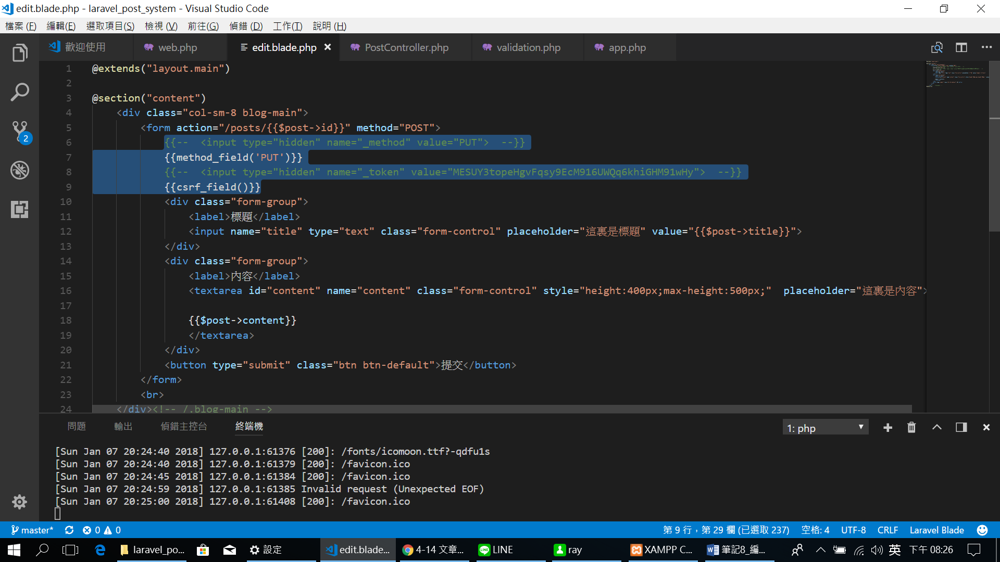 edit.blade.php - laravel_post_system - Visual Studio Code
檔案 (F) 編輯(E) 選取項目(S) 檢視 (V) 前往(G) 偵錯 (D) 工作(T) 說明 (H)
歡迎使用 web.php edit.blade.php PostController.php validation.php app.php
1 @extends("layout.main")
2
3 @section("content")
4 <div class="col-sm-8 blog-main">
5 <form action="/posts/{{$post->id}}" method="POST">
6 {{--  <input type="hidden" name="_method" value="PUT">  --}}
7 {{method_field('PUT')}}
8 {{--  <input type="hidden" name="_token" value="MESUY3topeHgvFqsy9EcM916UWQq6khiGHM91wHy">  --}}
9 {{csrf_field()}}
10 <div class="form-group">
11 <label>標題</label>
12 <input name="title" type="text" class="form-control" placeholder="這裏是標題" value="{{$post->title}}">
13 </div>
14 <div class="form-group">
15 <label>內容</label>
16 <textarea id="content" name="content" class="form-control" style="height:400px;max-height:500px;"  placeholder="這裏是內容">
17
18 {{$post->content}}
19 </textarea>
20 </div>
21 <button type="submit" class="btn btn-default">提交</button>
22 </form>
23 <br>
24 </div><!-- /.blog-main -->
2
問題 輸出 偵錯主控台 終端機 1: php
[Sun Jan 07 20:24:40 2018] 127.0.0.1:61376 [200]: /fonts/icomoon.ttf?-qdfu1s
[Sun Jan 07 20:24:40 2018] 127.0.0.1:61379 [200]: /favicon.ico
[Sun Jan 07 20:24:45 2018] 127.0.0.1:61384 [200]: /favicon.ico
[Sun Jan 07 20:24:59 2018] 127.0.0.1:61385 Invalid request (Unexpected EOF)
[Sun Jan 07 20:25:00 2018] 127.0.0.1:61408 [200]: /favicon.ico
master* 0 0 第 9 行，第 29 欄 (已選取 237) 空格: 4 UTF-8 CRLF Laravel Blade
laravel_po... 設定 edit.blade... 4-14 文章... LINE ray XAMPP C... 筆記8_編... 英 下午 08:26